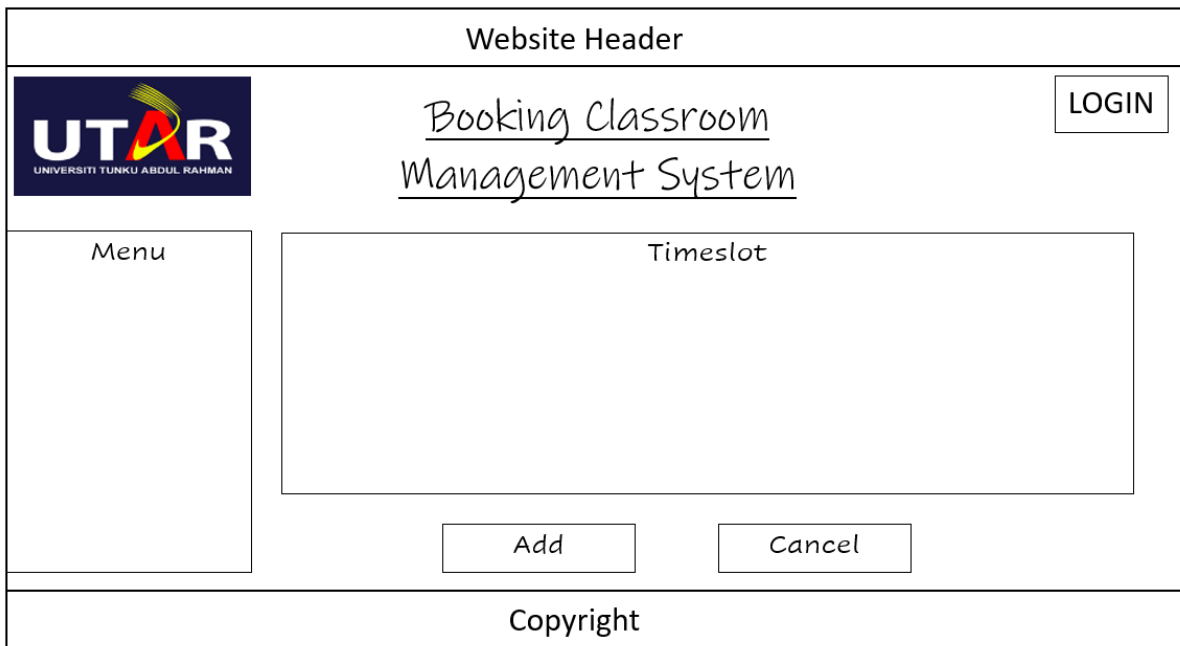 Website Header
UTAR
UNIVERSITI TUNKU ABDUL RAHMAN
Booking Classroom
Management System
LOGIN
Menu
Timeslot
Add
Cancel
Copyright